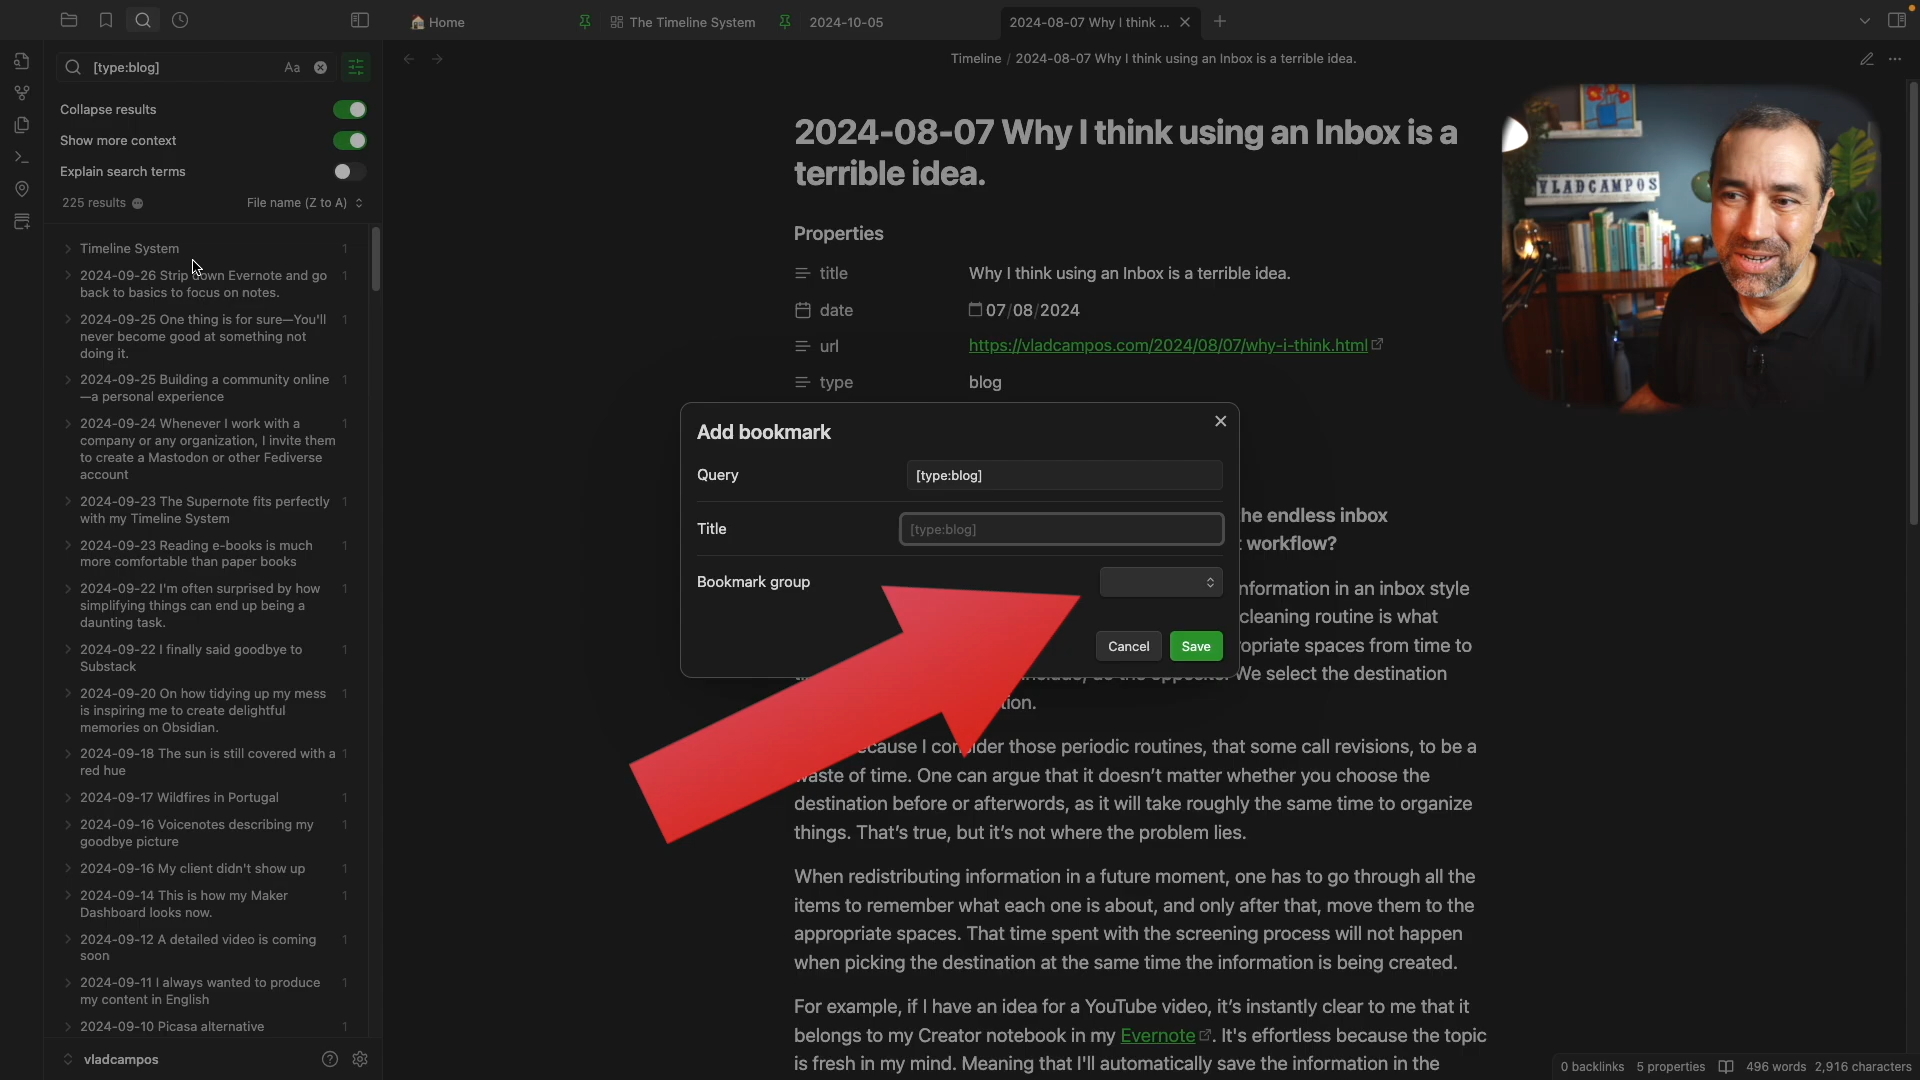 Home
The Timeline System
2024-10-05
2024-08-07 Why I think ...
[type:blog]
Aa
Timeline / 2024-08-07 Why I think using an Inbox is a terrible idea.
Collapse results
Show more context
Explain search terms
225 results
File name (Z to A)
Timeline System 1
2024-09-26 Strip down Evernote and go 1
back to basics to focus on notes.
2024-09-25 One thing is for sure—You'll 1
never become good at something not
doing it.
2024-09-25 Building a community online 1
—a personal experience
2024-09-24 Whenever I work with a 1
company or any organization, I invite them
to create a Mastodon or other Fediverse
account
2024-09-23 The Supernote fits perfectly 1
with my Timeline System
2024-09-23 Reading e-books is much 1
more comfortable than paper books
2024-09-22 I'm often surprised by how 1
simplifying things can end up being a
daunting task.
2024-09-22 I finally said goodbye to 1
Substack
2024-09-20 On how tidying up my mess 1
is inspiring me to create delightful
memories on Obsidian.
2024-09-18 The sun is still covered with a 1
red hue
2024-09-17 Wildfires in Portugal 1
2024-09-16 Voicenotes describing my 1
goodbye picture
2024-09-16 My client didn't show up 1
2024-09-14 This is how my Maker 1
Dashboard looks now.
2024-09-12 A detailed video is coming 1
soon
2024-09-11 I always wanted to produce 1
my content in English
2024-09-10 Picasa alternative 1
vladcampos
2024-08-07 Why I think using an Inbox is a
terrible idea.
Properties
title Why I think using an Inbox is a terrible idea.
date 07/08/2024
url https://vladcampos.com/2024/08/07/why-i-think.html
type blog
VLADCAMPOS
Add bookmark
Query [type:blog]
Title [type:blog]
Bookmark group
Cancel Save
he endless inbox
workflow?
nformation in an inbox style
cleaning routine is what
opriate spaces from time to
We select the destination
tion.
cause I consider those periodic routines, that some call revisions, to be a
waste of time. One can argue that it doesn't matter whether you choose the
destination before or afterwords, as it will take roughly the same time to organize
things. That's true, but it's not where the problem lies.
When redistributing information in a future moment, one has to go through all the
items to remember what each one is about, and only after that, move them to the
appropriate spaces. That time spent with the screening process will not happen
when picking the destination at the same time the information is being created.
For example, if I have an idea for a YouTube video, it's instantly clear to me that it
belongs to my Creator notebook in my Evernote. It's effortless because the topic
is fresh in my mind. Meaning that I'll automatically save the information in the
0 backlinks 5 properties 496 words 2,916 characters